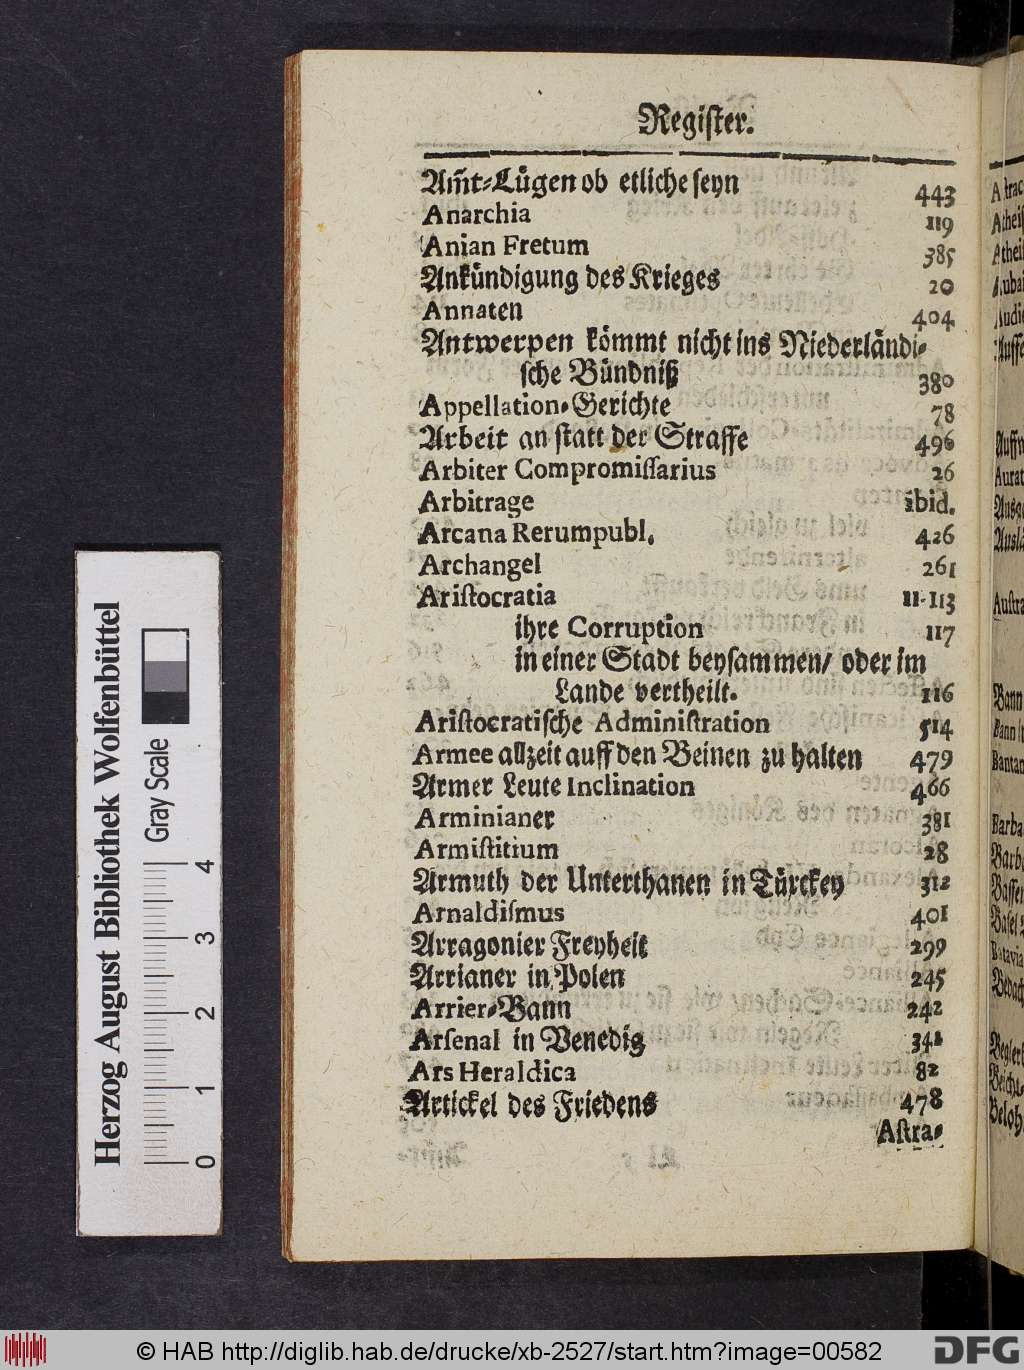 Regiſter.
Am̃t-Lügen ob etliche ſeyn 443
Anarchia 119
Anian Fretum 385
Ankündigung des Krieges 20
Annaten 404
Antwerpen kömmt nicht ins Niederländi-
ſche Bündniß 380
Appellation-Gerichte 78
Arbeit an ſtatt der Straffe 496
Arbiter Compromiſſarius 26
Arbitrage ibid.
Arcana Rerumpubl. 426
Archangel 261
Ariſtocratia 11-113
ihre Corruption 117
in einer Stadt beyſammen/ oder im
Lande vertheilt. 116
Ariſtocratiſche Adminiſtration 514
Armee allzeit auff den Beinen zu halten 479
Armer Leute Inclination 466
Arminianer 381
Armiſtitium 28
Armuth der Unterthanen in Türckey 312
Arnaldiſmus 401
Arragonier Freyheit 299
Arrianer in Polen 245
Arrier-Bann 242
Arſenal in Venedig 341
Ars Heraldica 82
Artickel des Friedens 478
Aſtra-
Herzog August Bibliothek Wolfenbüttel
Gray Scale
0 1 2 3 4
© HAB http://diglib.hab.de/drucke/xb-2527/start.htm?image=00582
DFG